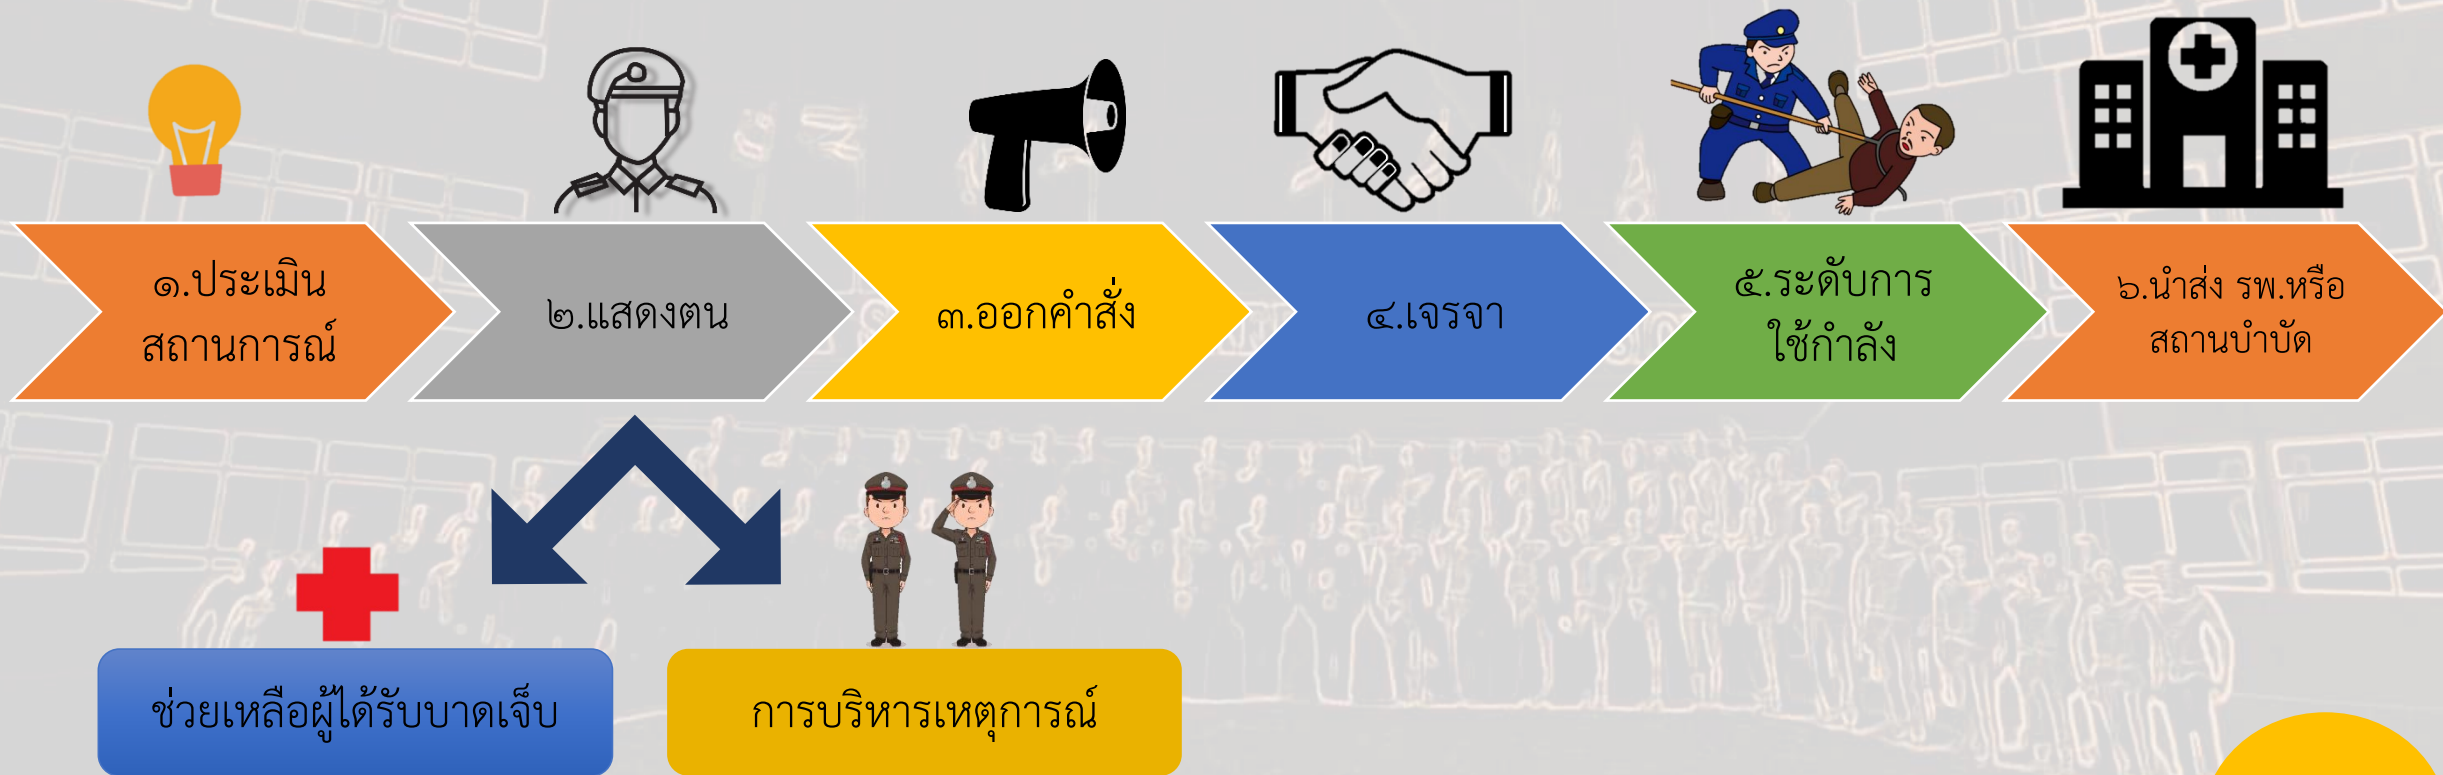 ๑.ประเมิน
สถานการณ์
๒.แสดงตน
๓.ออกคำสั่ง
๔.เจรจา
๕.ระดับการ
ใช้กำลัง
๖.นำส่ง รพ.หรือ
สถานบำบัด
ช่วยเหลือผู้ได้รับบาดเจ็บ
การบริหารเหตุการณ์